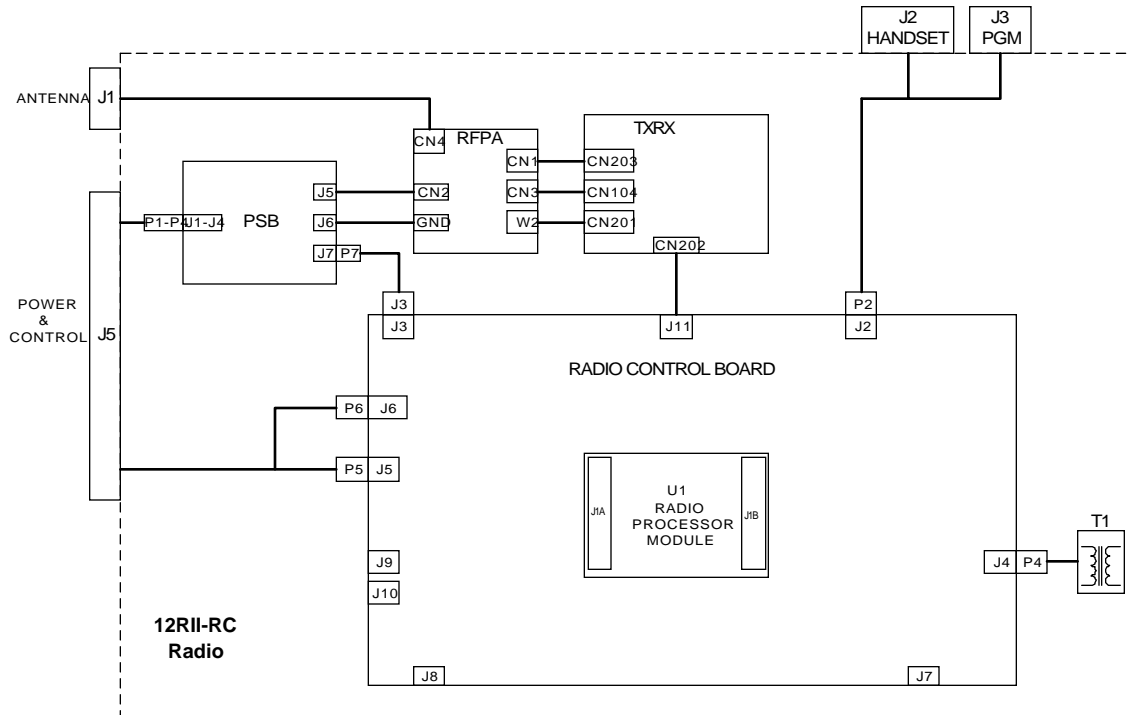 J2
HANDSET
J3
PGM
ANTENNA
J1
CN4
RFPA
TXRX
CN1
CN203
J5
CN2
CN3
CN104
P1-P4
J1-J4
PSB
J6
GND
W2
CN201
J7
P7
CN202
POWER
&
CONTROL
J5
J3
J3
J11
P2
J2
RADIO CONTROL BOARD
P6
J6
P5
J5
J1A
U1
RADIO
PROCESSOR
MODULE
J1B
T1
J9
J4
P4
J10
12RII-RC
Radio
J8
J7